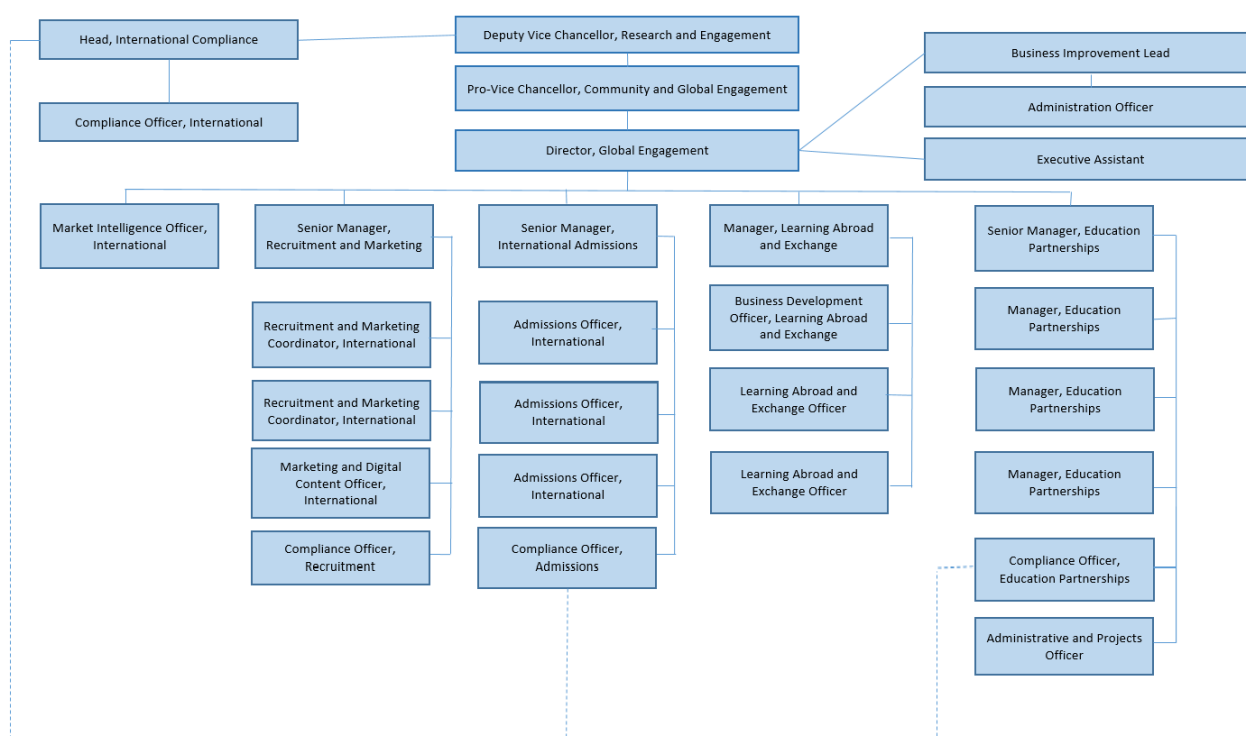 Head, International Compliance
Deputy Vice Chancellor, Research and Engagement
Business Improvement Lead
Pro-Vice Chancellor, Community and Global Engagement
Compliance Officer, International
Administration Officer
Director, Global Engagement
Executive Assistant
Market Intelligence Officer,
International
Senior Manager,
Recruitment and Marketing
Senior Manager,
International Admissions
Manager, Learning Abroad
and Exchange
Senior Manager, Education
Partnerships
Recruitment and Marketing
Coordinator, International
Admissions Officer,
International
Business Development
Officer, Learning Abroad
and Exchange
Manager, Education
Partnerships
Recruitment and Marketing
Coordinator, International
Admissions Officer,
International
Learning Abroad and
Exchange Officer
Manager, Education
Partnerships
Marketing and Digital
Content Officer,
International
Admissions Officer,
International
Learning Abroad and
Exchange Officer
Manager, Education
Partnerships
Compliance Officer,
Recruitment
Compliance Officer,
Admissions
Compliance Officer,
Education Partnerships
Administrative and Projects
Officer